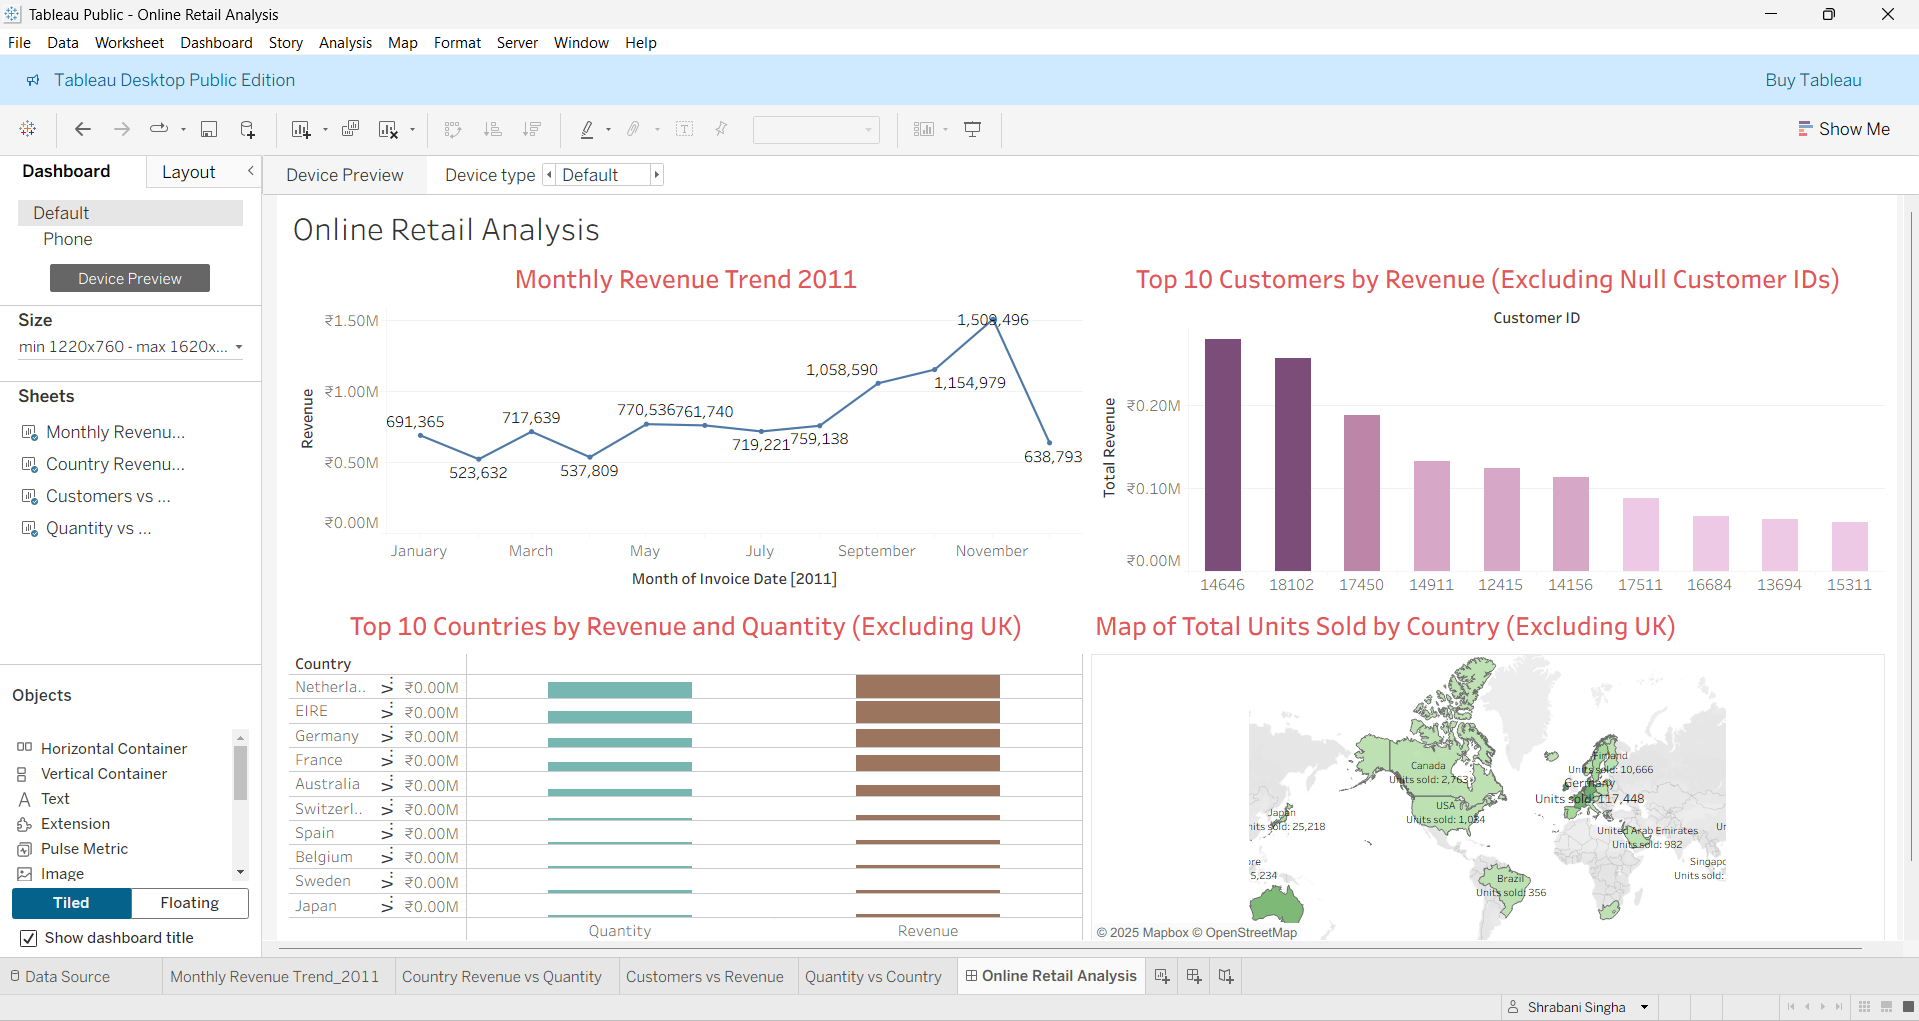 Tableau Public - Online Retail Analysis
File Data Worksheet Dashboard Story Analysis Map Format Server Window Help
Tableau Desktop Public Edition Buy Tableau
Show Me
Dashboard Layout
Device Preview Device type Default
Default
Phone
Device Preview
Size
min 1220x760 - max 1620x...
Sheets
Monthly Revenu...
Country Revenu...
Customers vs ...
Quantity vs ...
Objects
Horizontal Container
Vertical Container
Text
Extension
Pulse Metric
Image
Tiled Floating
Show dashboard title
Online Retail Analysis
Monthly Revenue Trend 2011
Revenue
₹1.50M
₹1.00M
₹0.50M
₹0.00M
691,365
523,632
717,639
537,809
770,536
761,740
719,221
759,138
1,058,590
1,154,979
1,509,496
638,793
January March May July September November
Month of Invoice Date [2011]
Top 10 Customers by Revenue (Excluding Null Customer IDs)
Customer ID
Total Revenue
₹0.20M
₹0.10M
₹0.00M
14646 18102 17450 14911 12415 14156 17511 16684 13694 15311
Top 10 Countries by Revenue and Quantity (Excluding UK)
Country
Netherla.. V.. ₹0.00M
EIRE V.. ₹0.00M
Germany V.. ₹0.00M
France V.. ₹0.00M
Australia V.. ₹0.00M
Switzerl.. V.. ₹0.00M
Spain V.. ₹0.00M
Belgium V.. ₹0.00M
Sweden V.. ₹0.00M
Japan V.. ₹0.00M
Quantity Revenue
Map of Total Units Sold by Country (Excluding UK)
Canada
Units sold: 2,763
USA
Units sold: 1,034
Finland
Units sold: 10,666
Germany
Units sold: 117,448
Japan
nits sold: 25,218
United Arab Emirates
Units sold: 982
Ur
ore
5,234
Singapo
Units sold:
Brazil
Units sold: 356
© 2025 Mapbox © OpenStreetMap
Data Source Monthly Revenue Trend_2011 Country Revenue vs Quantity Customers vs Revenue Quantity vs Country Online Retail Analysis
Shrabani Singha